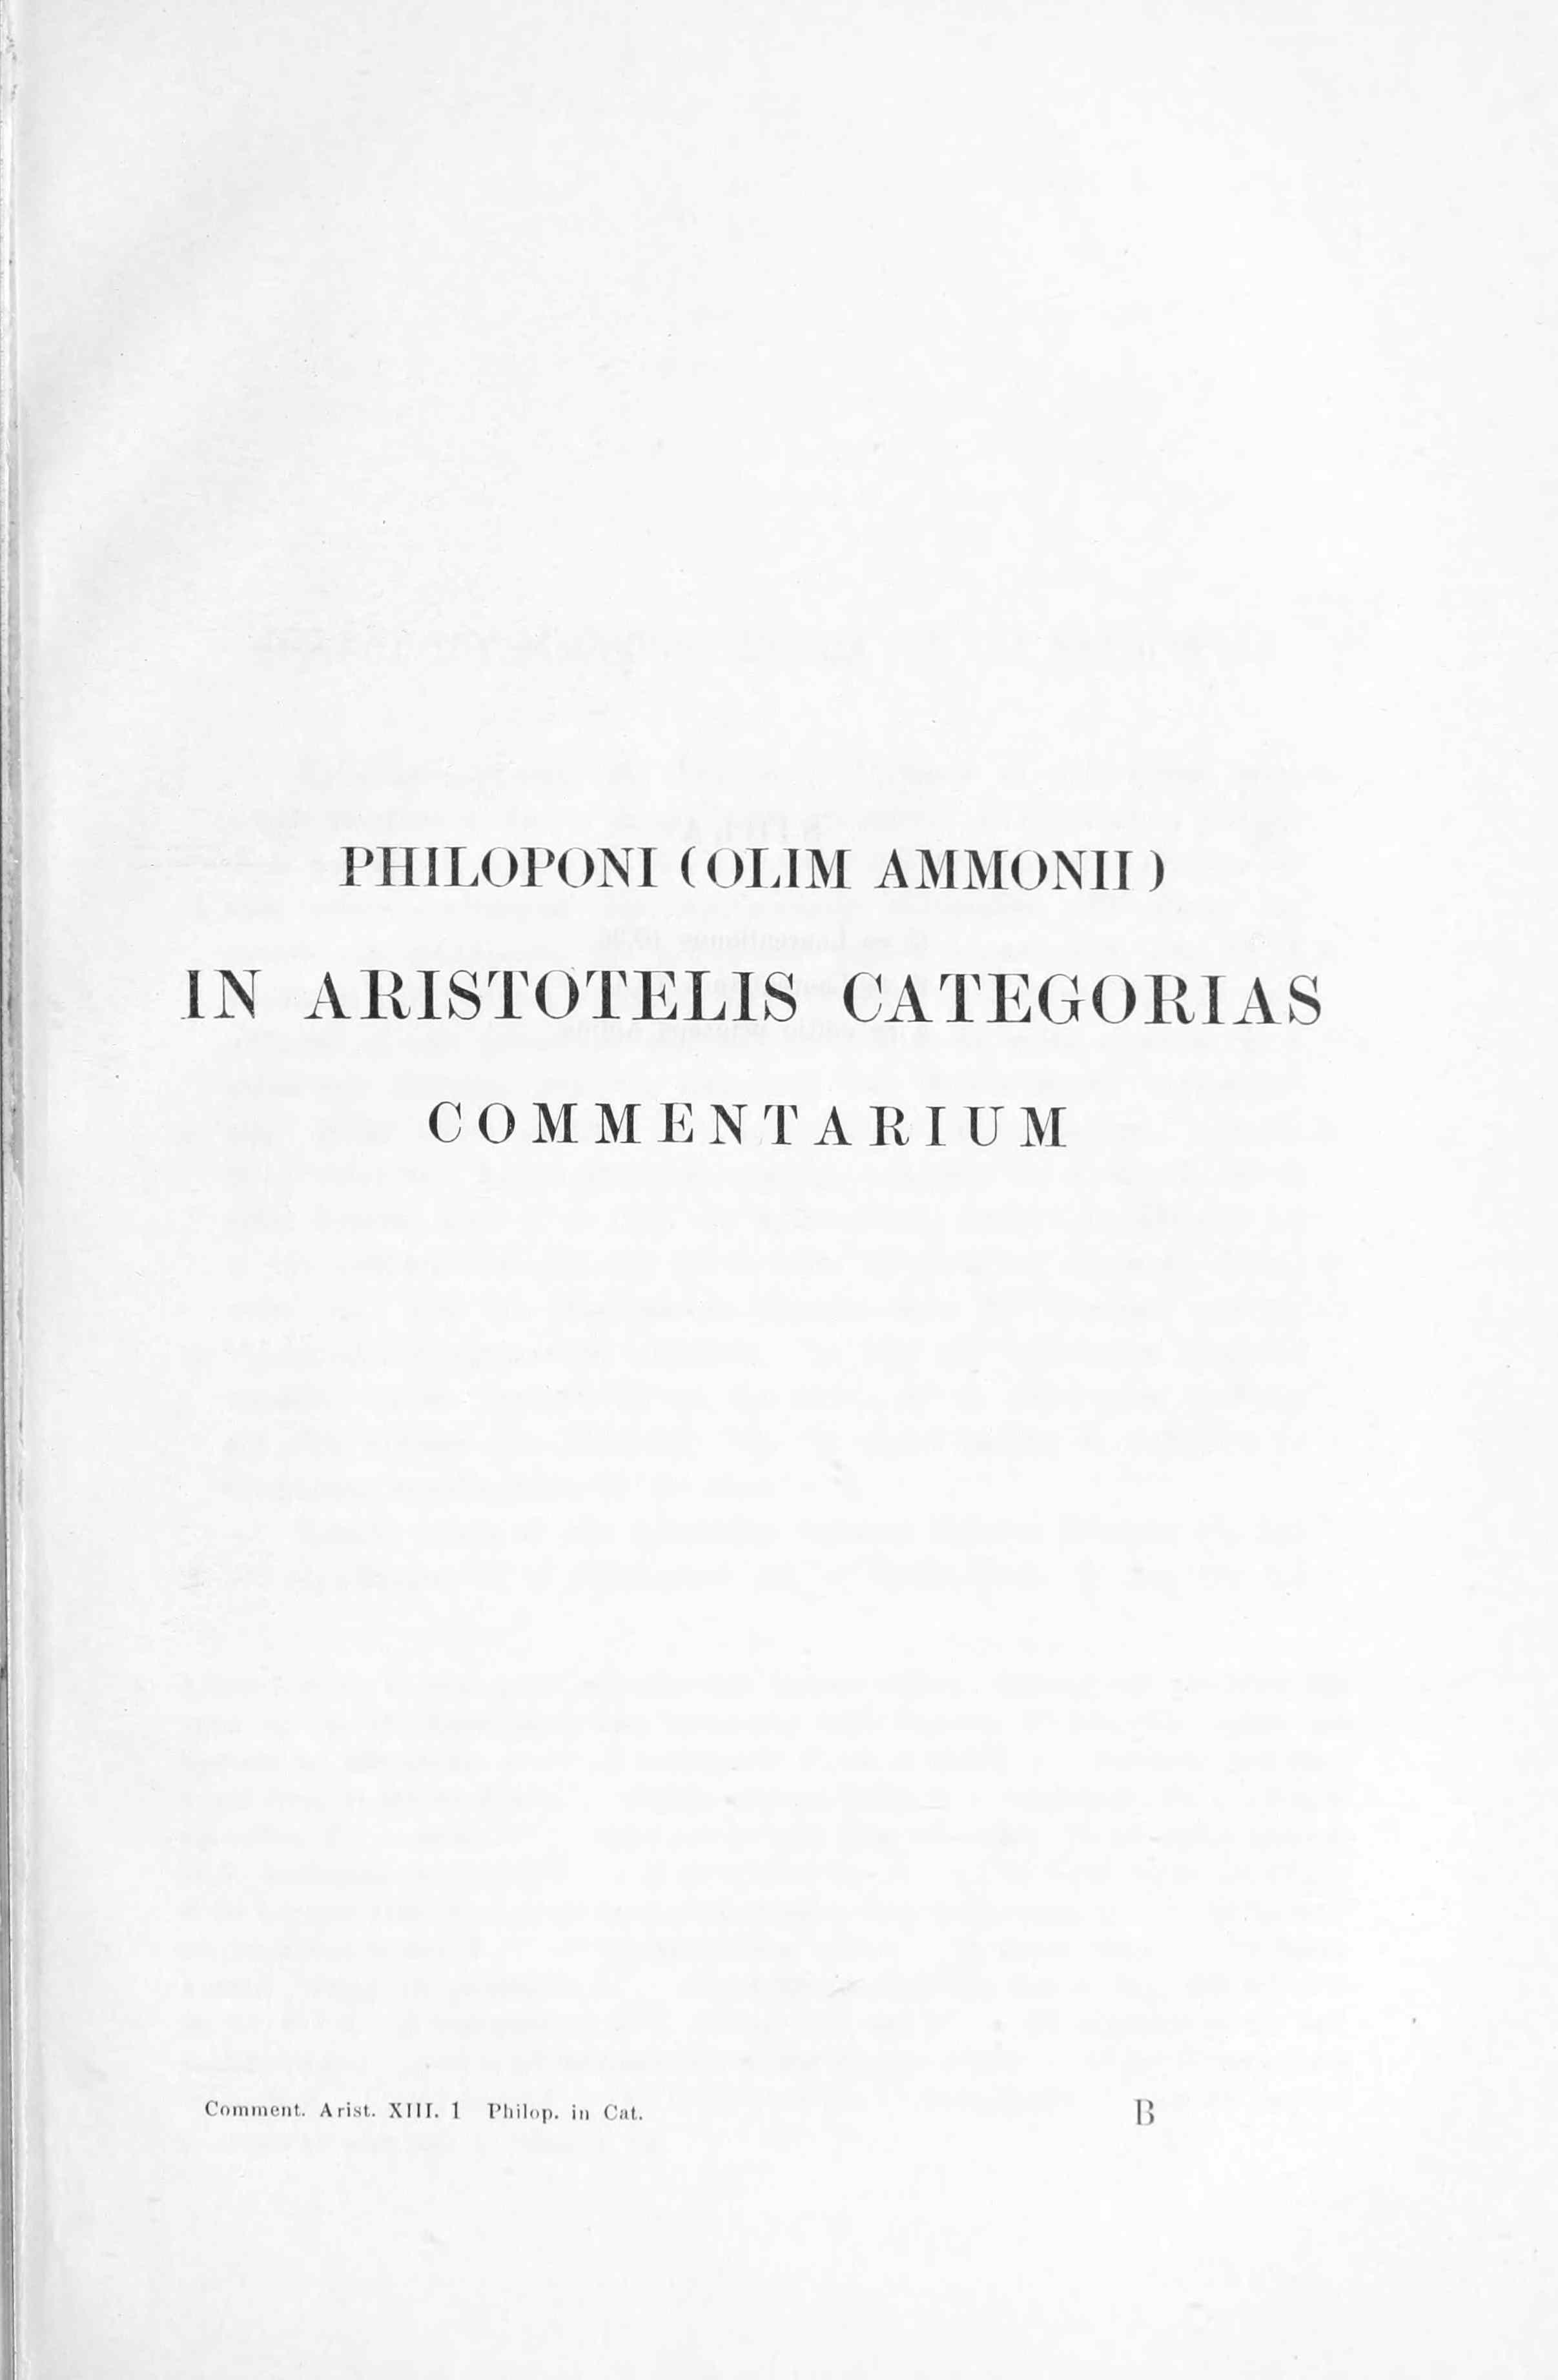 PHILOPONI (OLIM AMMONII)
IN ARISTOTELIS CATEGORIAS
COMMENTARIUM
Comment. Arist. XIII. 1 Philop. in Cat. B